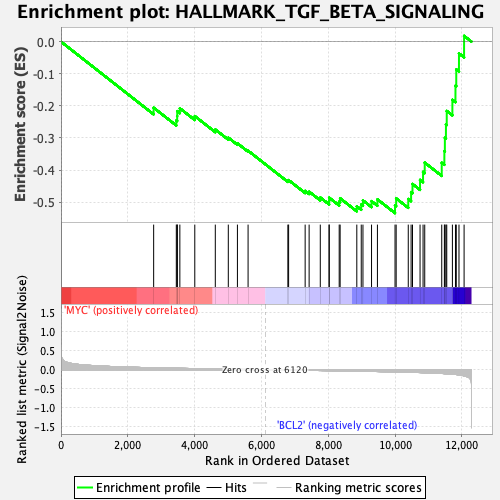 Enrichment plot: HALLMARK_TGF_BETA_SIGNALING
Enrichment score (ES)
0.0
-0.1
-0.2
-0.3
-0.4
-0.5
'MYC' (positively correlated)
Ranked list metric (Signal2Noise)
1.5
1.0
0.5
0.0
-0.5
-1.0
-1.5
Zero cross at 6120
'BCL2' (negatively correlated)
0 2,000 4,000 6,000 8,000 10,000 12,000
Rank in Ordered Dataset
Enrichment profile Hits Ranking metric scores